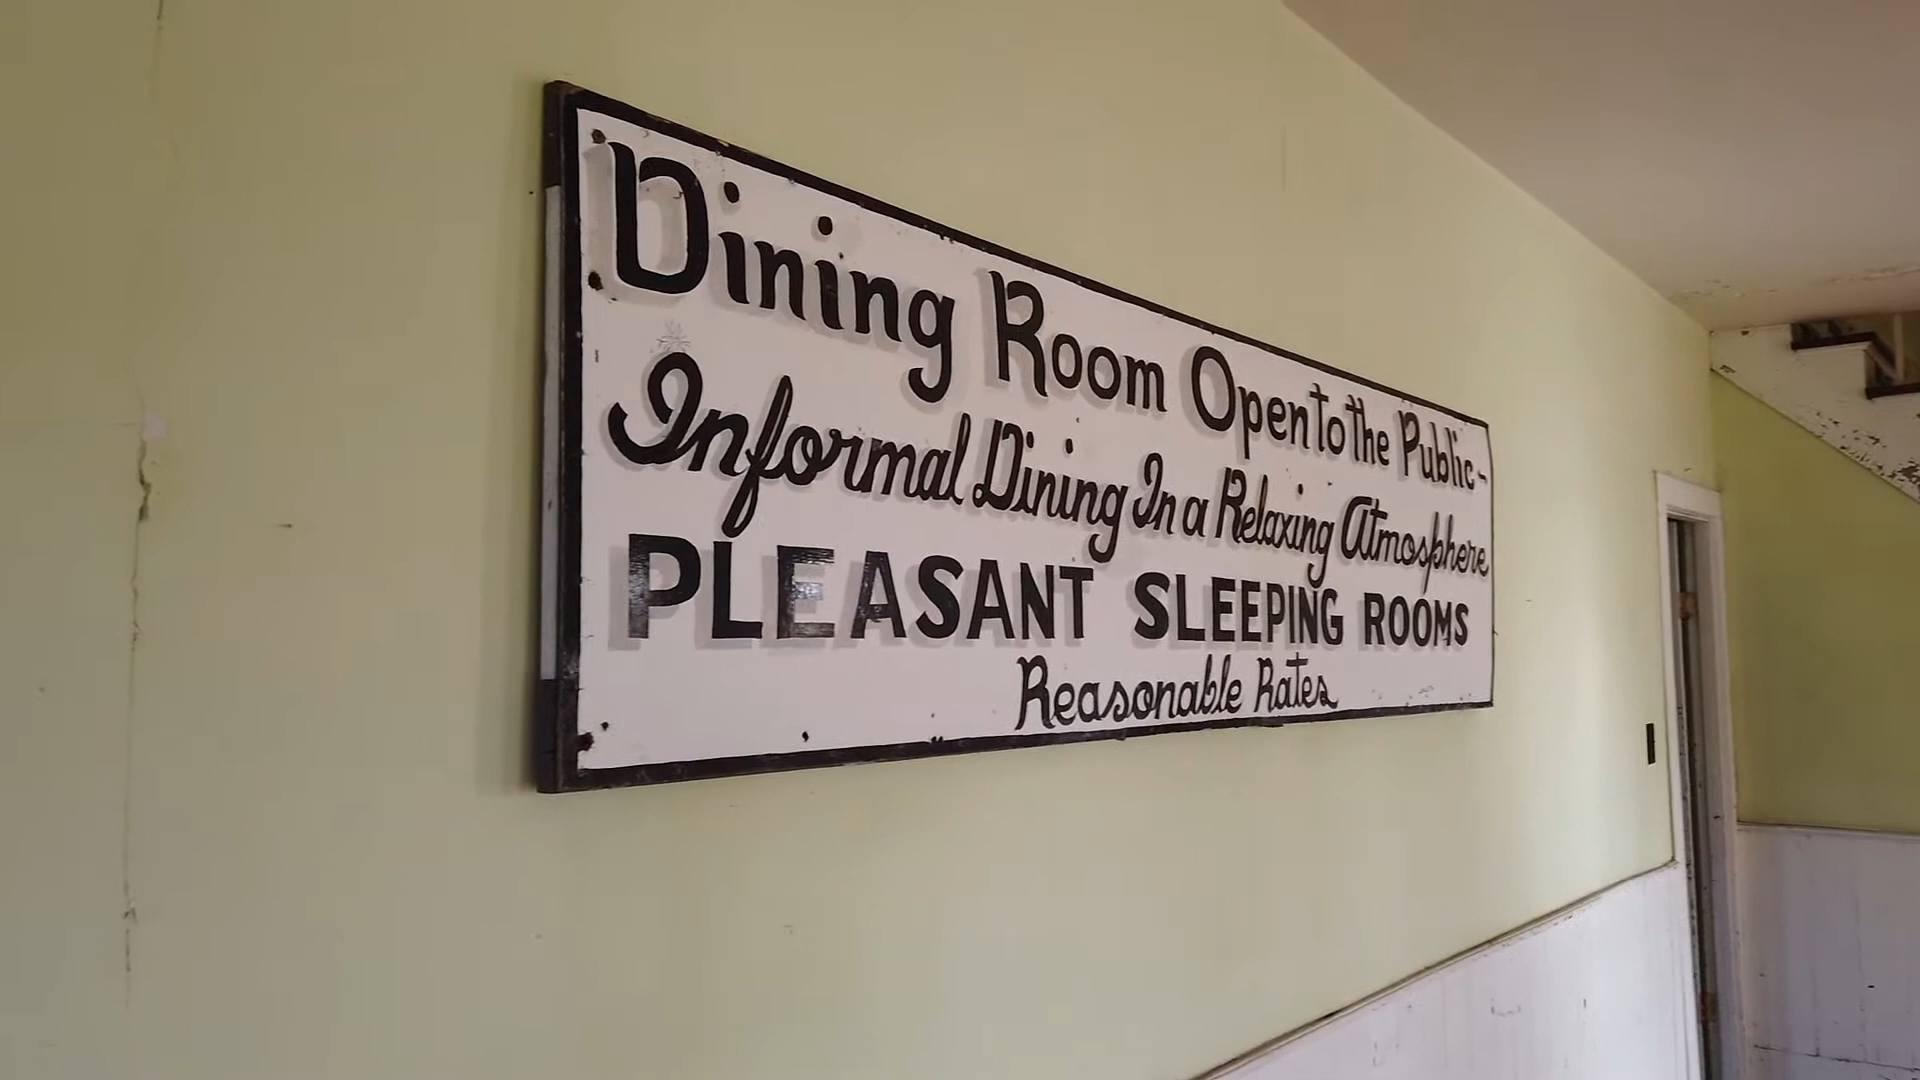 Dining Room Open to the Public-
Informal Dining In a Relaxing Atmosphere
PLEASANT SLEEPING ROOMS
Reasonable Rates